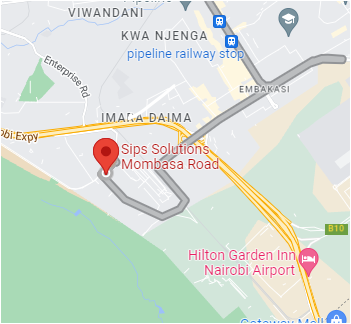 VIWANDANI
KWA NJENGA
pipeline railway stop
Enterprise Rd
EMBAKASI
IMARA DAIMA
obi Expy
Sips Solutions
Mombasa Road
B10
Hilton Garden Inn
Nairobi Airport
Gateway Mall